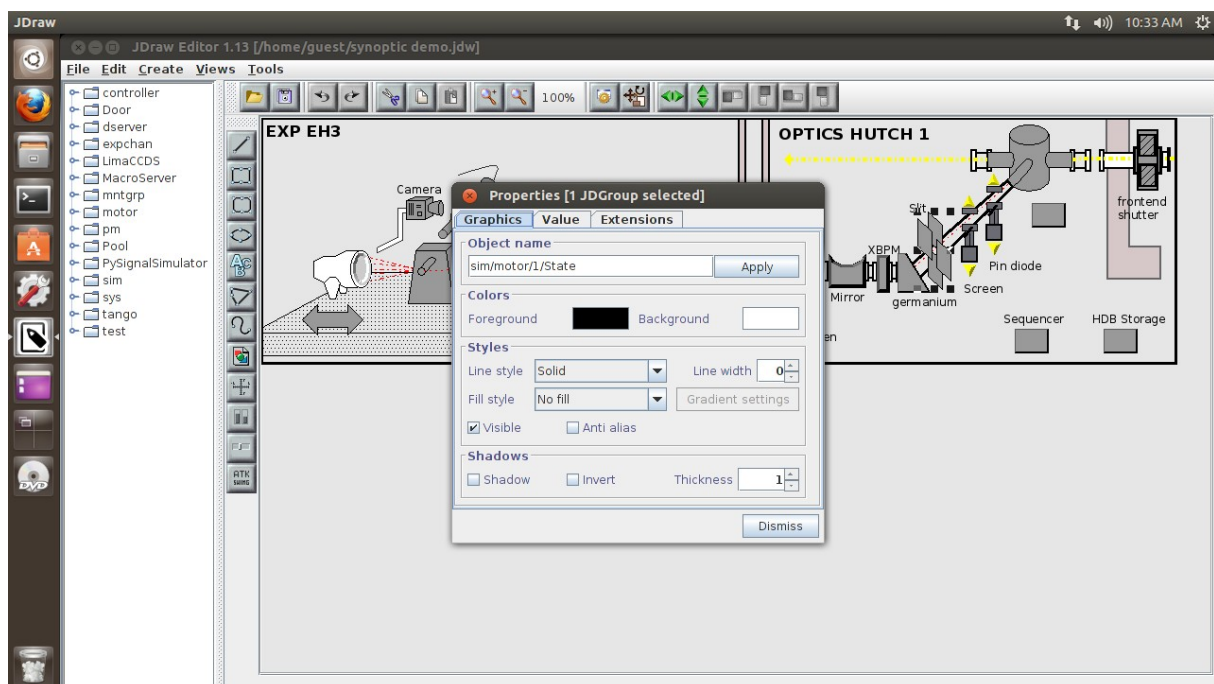 JDraw
10:33 AM
JDraw Editor 1.13 [/home/guest/synoptic demo.jdw]
File Edit Create Views Tools
controller
Door
dserver
expchan
LimaCCDS
MacroServer
mntgrp
motor
pm
Pool
PySignalSimulator
sim
sys
tango
test
100%
ATK
SWING
EXP EH3
Camera
OPTICS HUTCH 1
Slit
frontend
shutter
XBPM
Pin diode
Screen
Mirror
germanium
Sequencer
HDB Storage
en
Properties [1 JDGroup selected]
Graphics Value Extensions
Object name
sim/motor/1/State Apply
Colors
Foreground Background
Styles
Line style Solid Line width 0
Fill style No fill Gradient settings
Visible Anti alias
Shadows
Shadow Invert Thickness 1
Dismiss
DVD